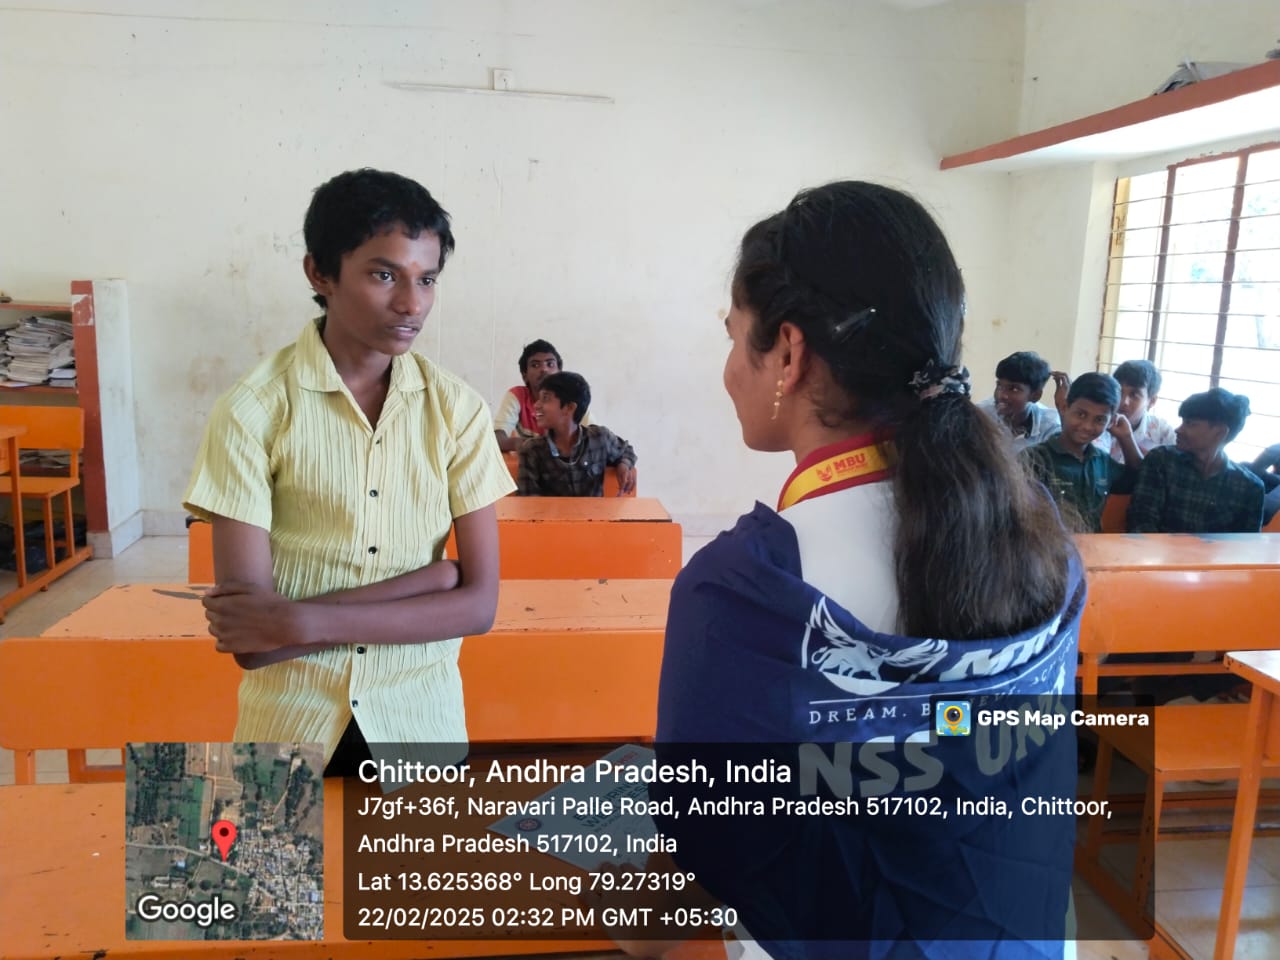 MBU
DREAM.
NSS UNIT
GPS Map Camera
Chittoor, Andhra Pradesh, India
J7gf+36f, Naravari Palle Road, Andhra Pradesh 517102, India, Chittoor,
Andhra Pradesh 517102, India
Lat 13.625368° Long 79.27319°
22/02/2025 02:32 PM GMT +05:30
Google